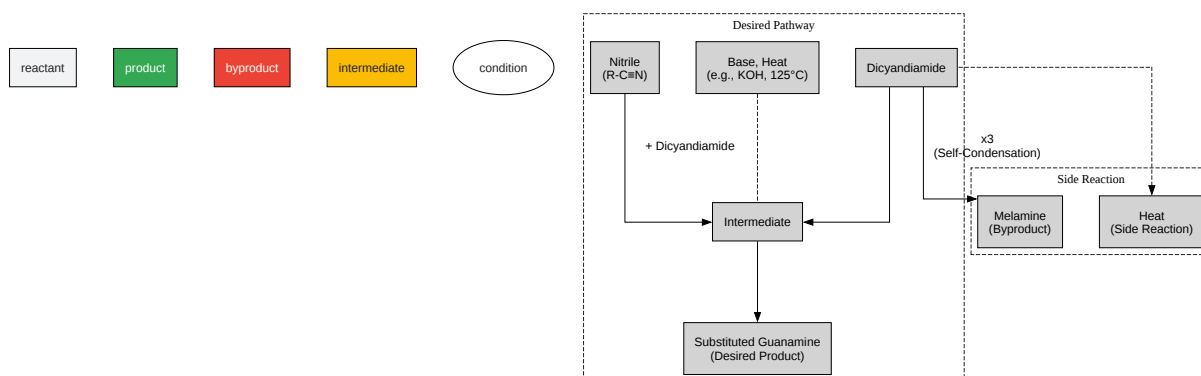 reactant
product
byproduct
intermediate
condition
Desired Pathway
Nitrile
(R-C≡N)
Base, Heat
(e.g., KOH, 125°C)
Dicyandiamide
+ Dicyandiamide
x3
(Self-Condensation)
Side Reaction
Melamine
(Byproduct)
Heat
(Side Reaction)
Intermediate
Substituted Guanamine
(Desired Product)